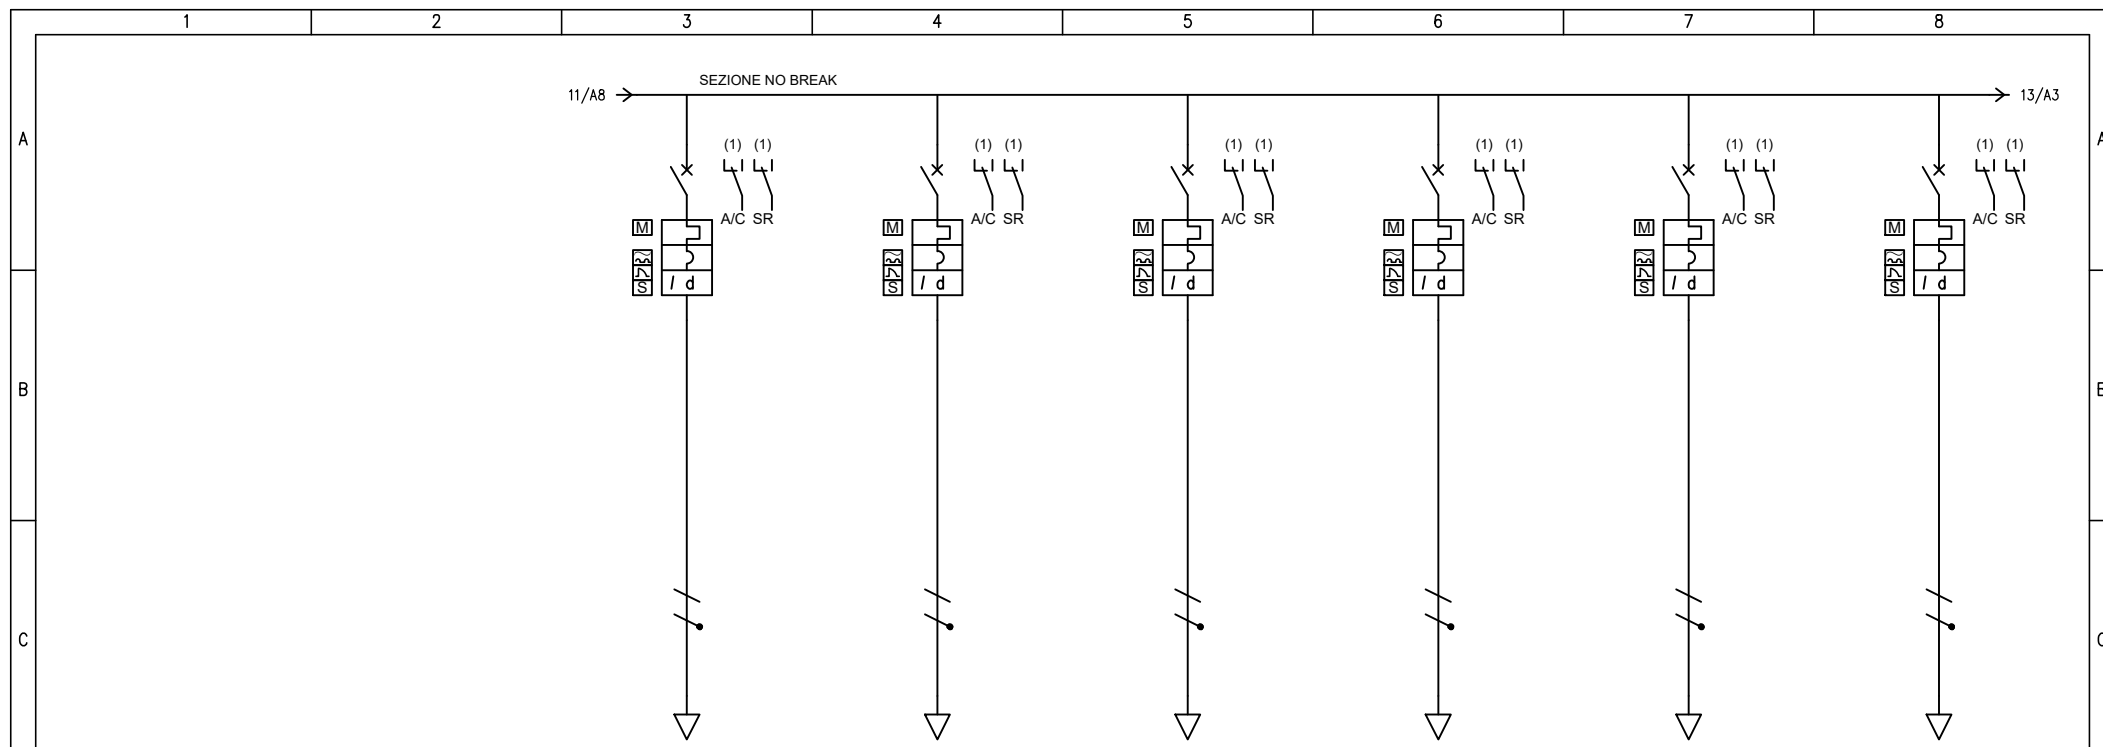 1 2 3 4 5 6 7 8
SEZIONE NO BREAK
11/A8 13/A3
A A
(1) (1) (1) (1) (1) (1) (1) (1) (1) (1) (1) (1)
A/C SR A/C SR A/C SR A/C SR A/C SR A/C SR
M M M M M M
S I d S I d S I d S I d S I d S I d
B
C